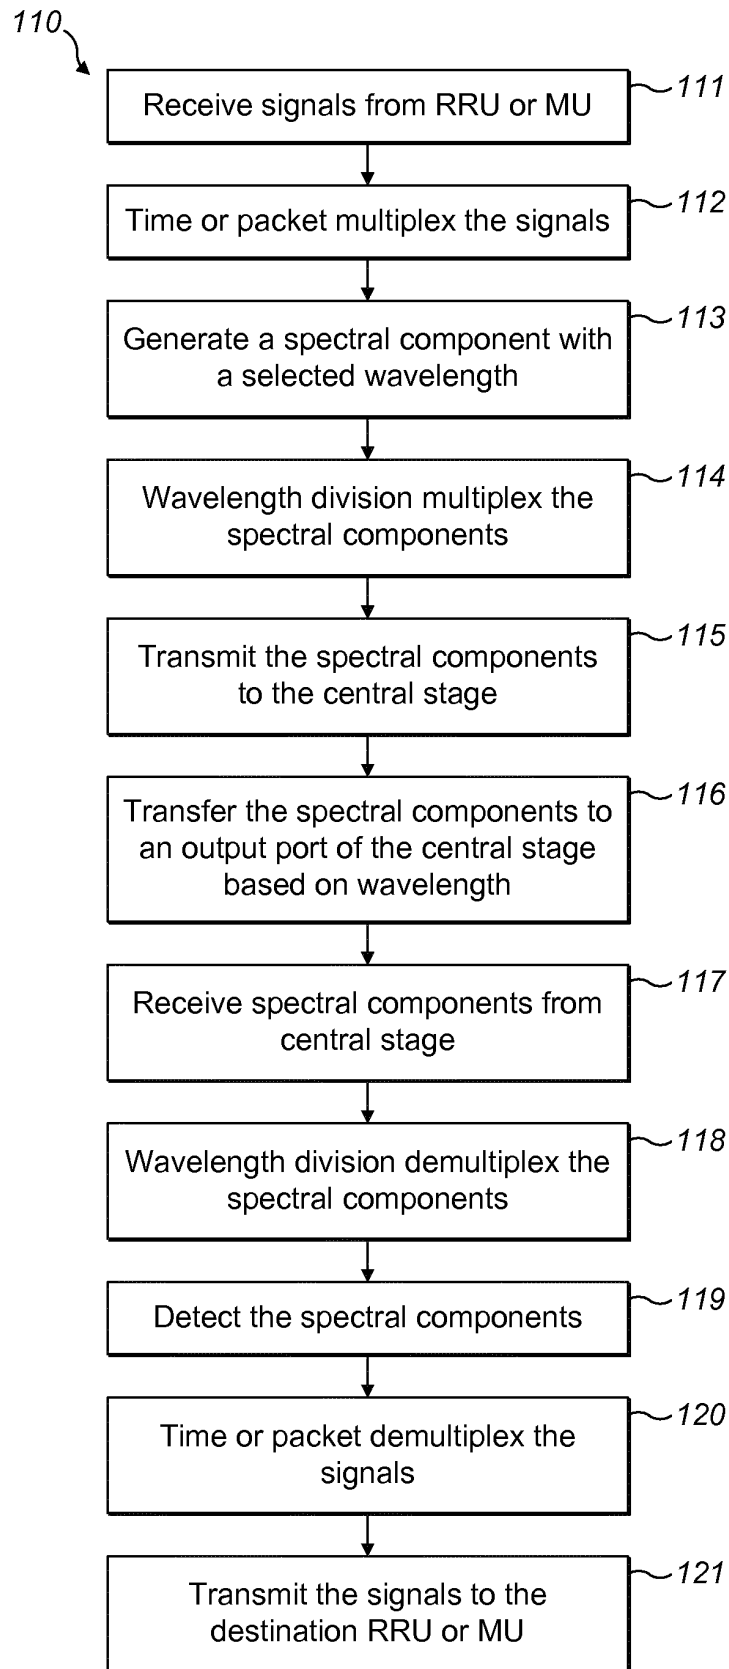 110
Receive signals from RRU or MU
111
Time or packet multiplex the signals
112
Generate a spectral component with
a selected wavelength
113
Wavelength division multiplex the
spectral components
114
Transmit the spectral components
to the central stage
115
Transfer the spectral components to
an output port of the central stage
based on wavelength
116
Receive spectral components from
central stage
117
Wavelength division demultiplex the
spectral components
118
Detect the spectral components
119
Time or packet demultiplex the
signals
120
Transmit the signals to the
destination RRU or MU
121